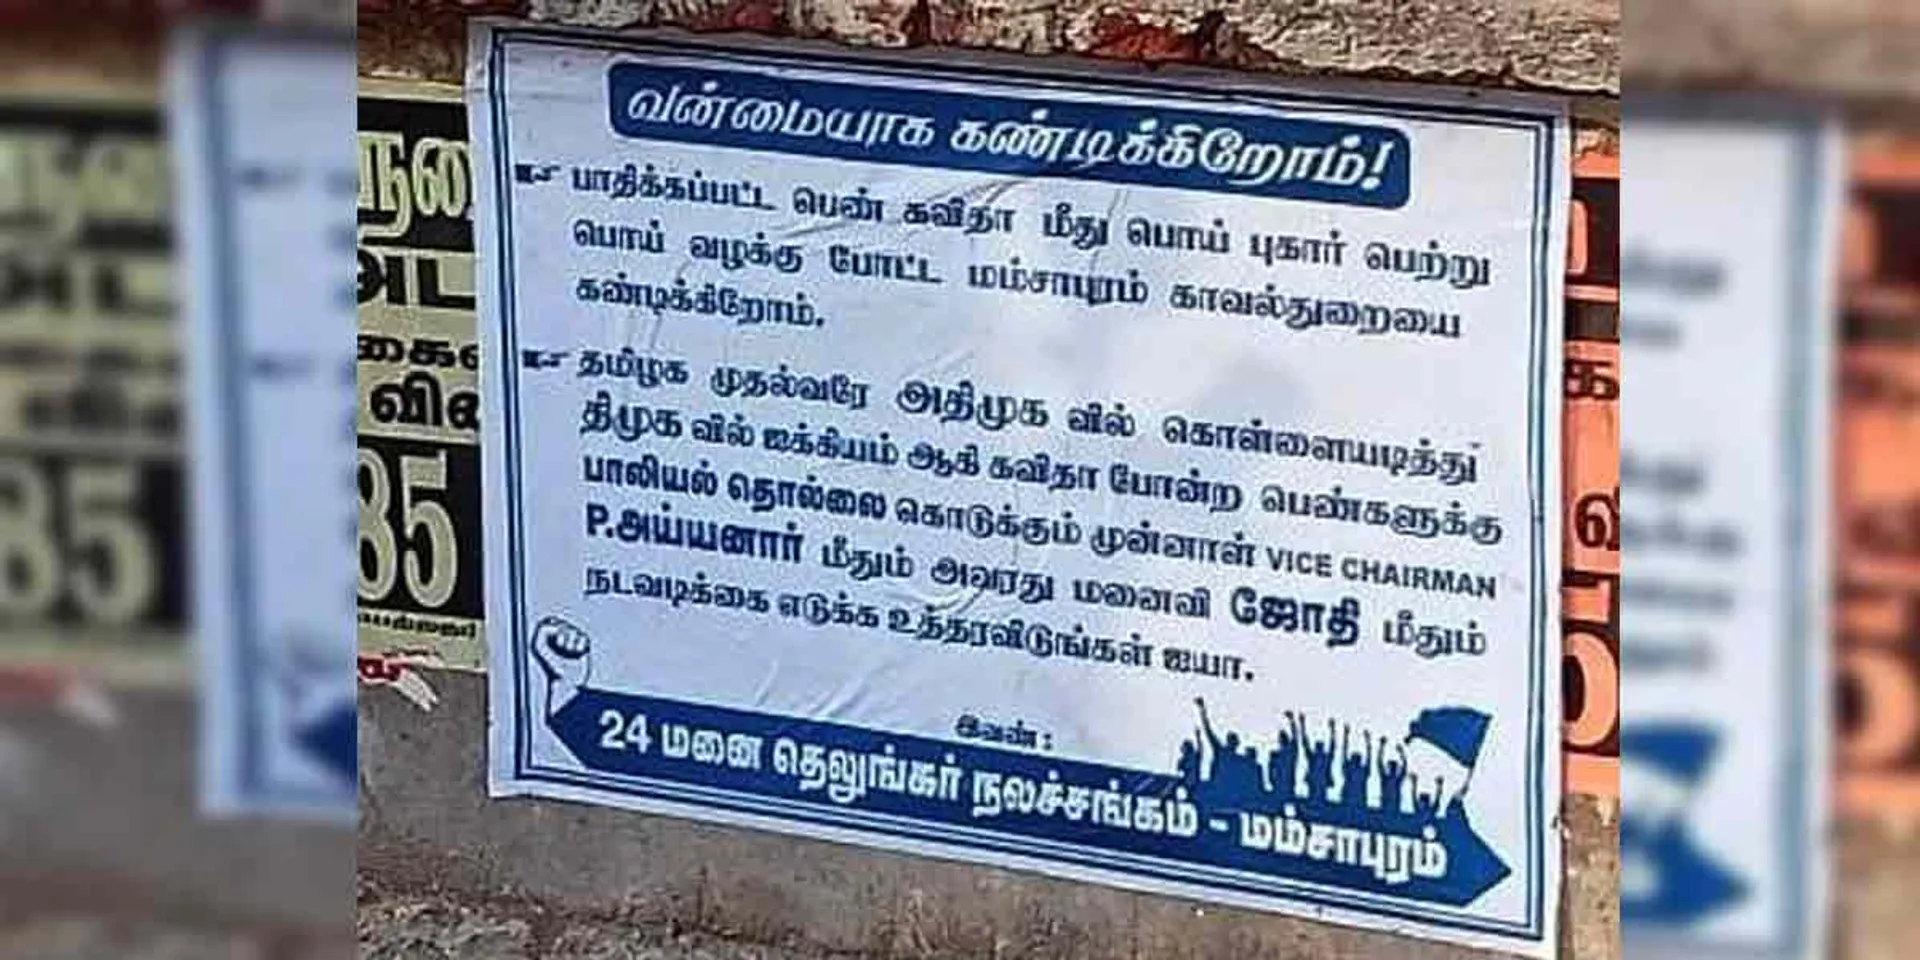 வன்மையாக கண்டிக்கிறோம்!
பாதிக்கப்பட்ட பெண் கவிதா மீது பொய் புகார் பெற்று
பொய் வழக்கு போட்ட மம்சாபுரம் காவல்துறையை
கண்டிக்கிறோம்.
தமிழக முதல்வரே அதிமுக வில் கொள்ளையடித்து
திமுக வில் ஐக்கியம் ஆகி கவிதா போன்ற பெண்களுக்கு
பாலியல் தொல்லை கொடுக்கும் முன்னாள் VICE CHAIRMAN
P.அய்யனார் மீதும் அவரது மனைவி ஜோதி மீதும்
நடவடிக்கை எடுக்க உத்தரவிடுங்கள் ஐயா.
இவண் :
24 மனை தெலுங்கர் நலச்சங்கம் - மம்சாபுரம்
85